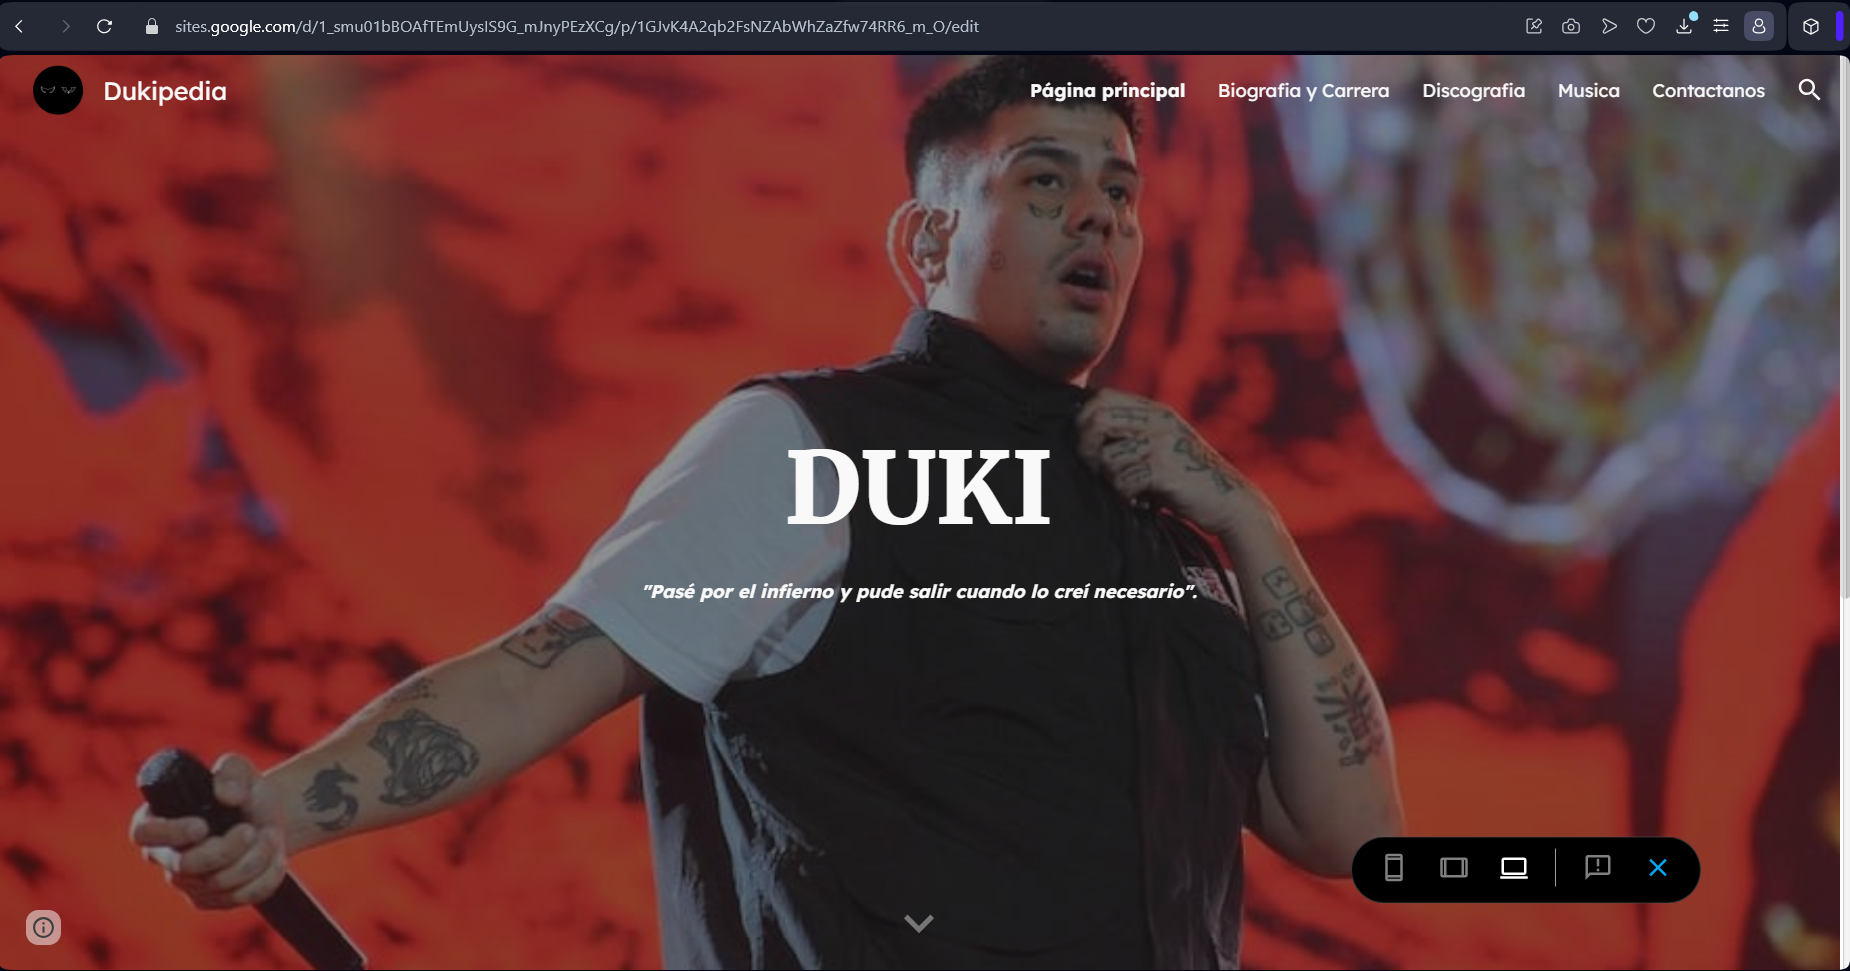 sites.google.com/d/1_smu01bBOAfTEmUysIS9G_mJnyPEzXCg/p/1GJvK4A2qb2FsNZAbWhZaZfw74RR6_m_O/edit
Dukipedia
Página principal
Biografia y Carrera
Discografia
Musica
Contactanos
DUKI
"Pasé por el infierno y pude salir cuando lo creí necesario".